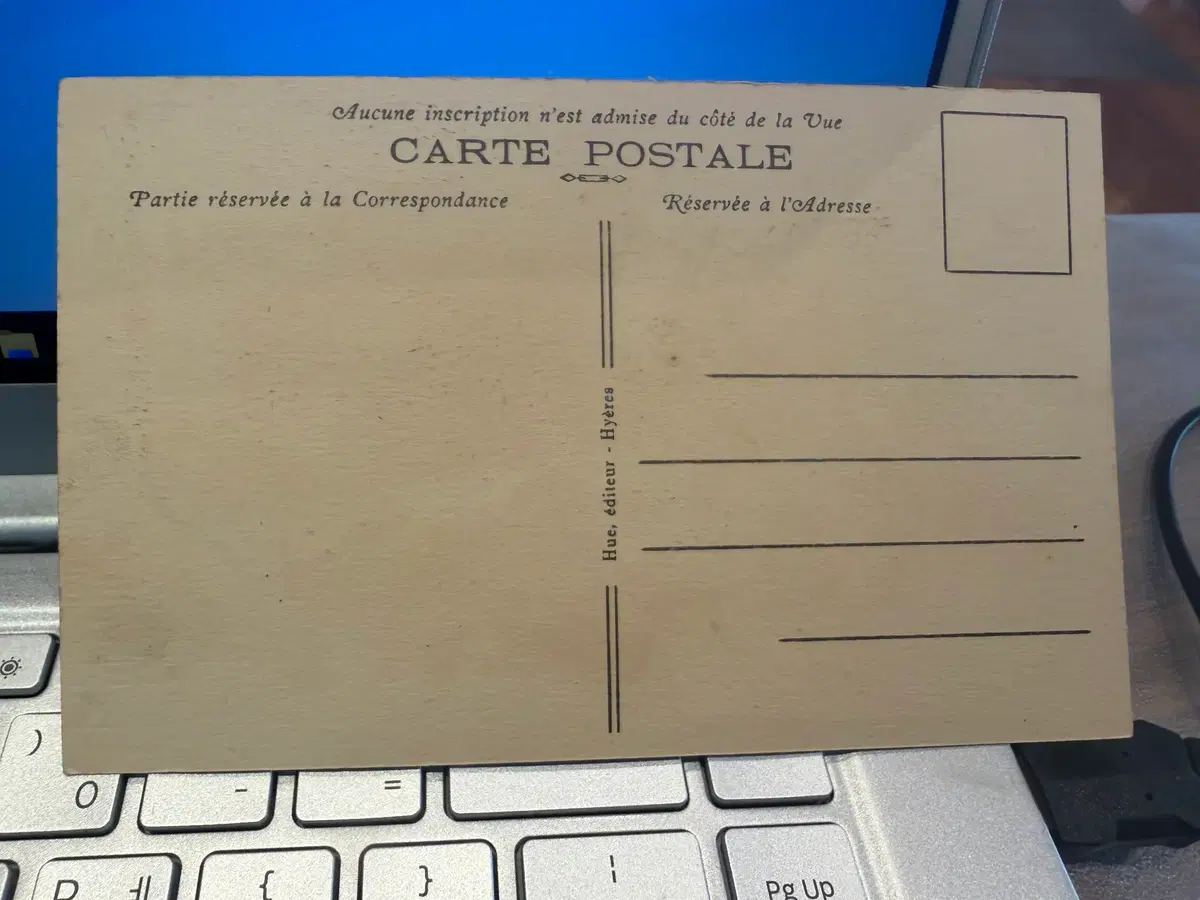 Aucune inscription n'est admise du côté de la Vue
CARTE POSTALE
Partie réservée à la Correspondance
Réservée à l'Adresse
Hue, éditeur - Hyères
)
0
-
=
P ㅔ
{
}
¦
Pg Up